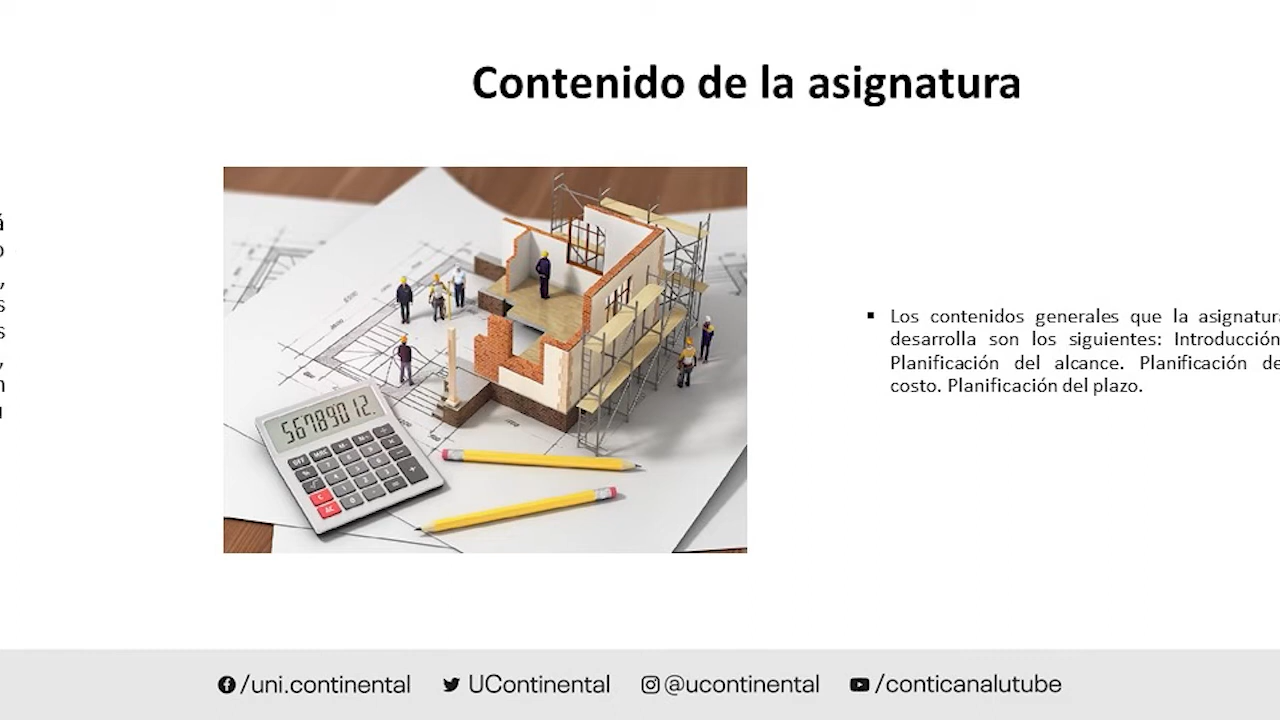 Contenido de la asignatura
▪ Los contenidos generales que la asignatura
desarrolla son los siguientes: Introducción
Planificación del alcance. Planificación de
costo. Planificación del plazo.
567890 12.
/uni.continental UContinental @ucontinental /conticanalutube